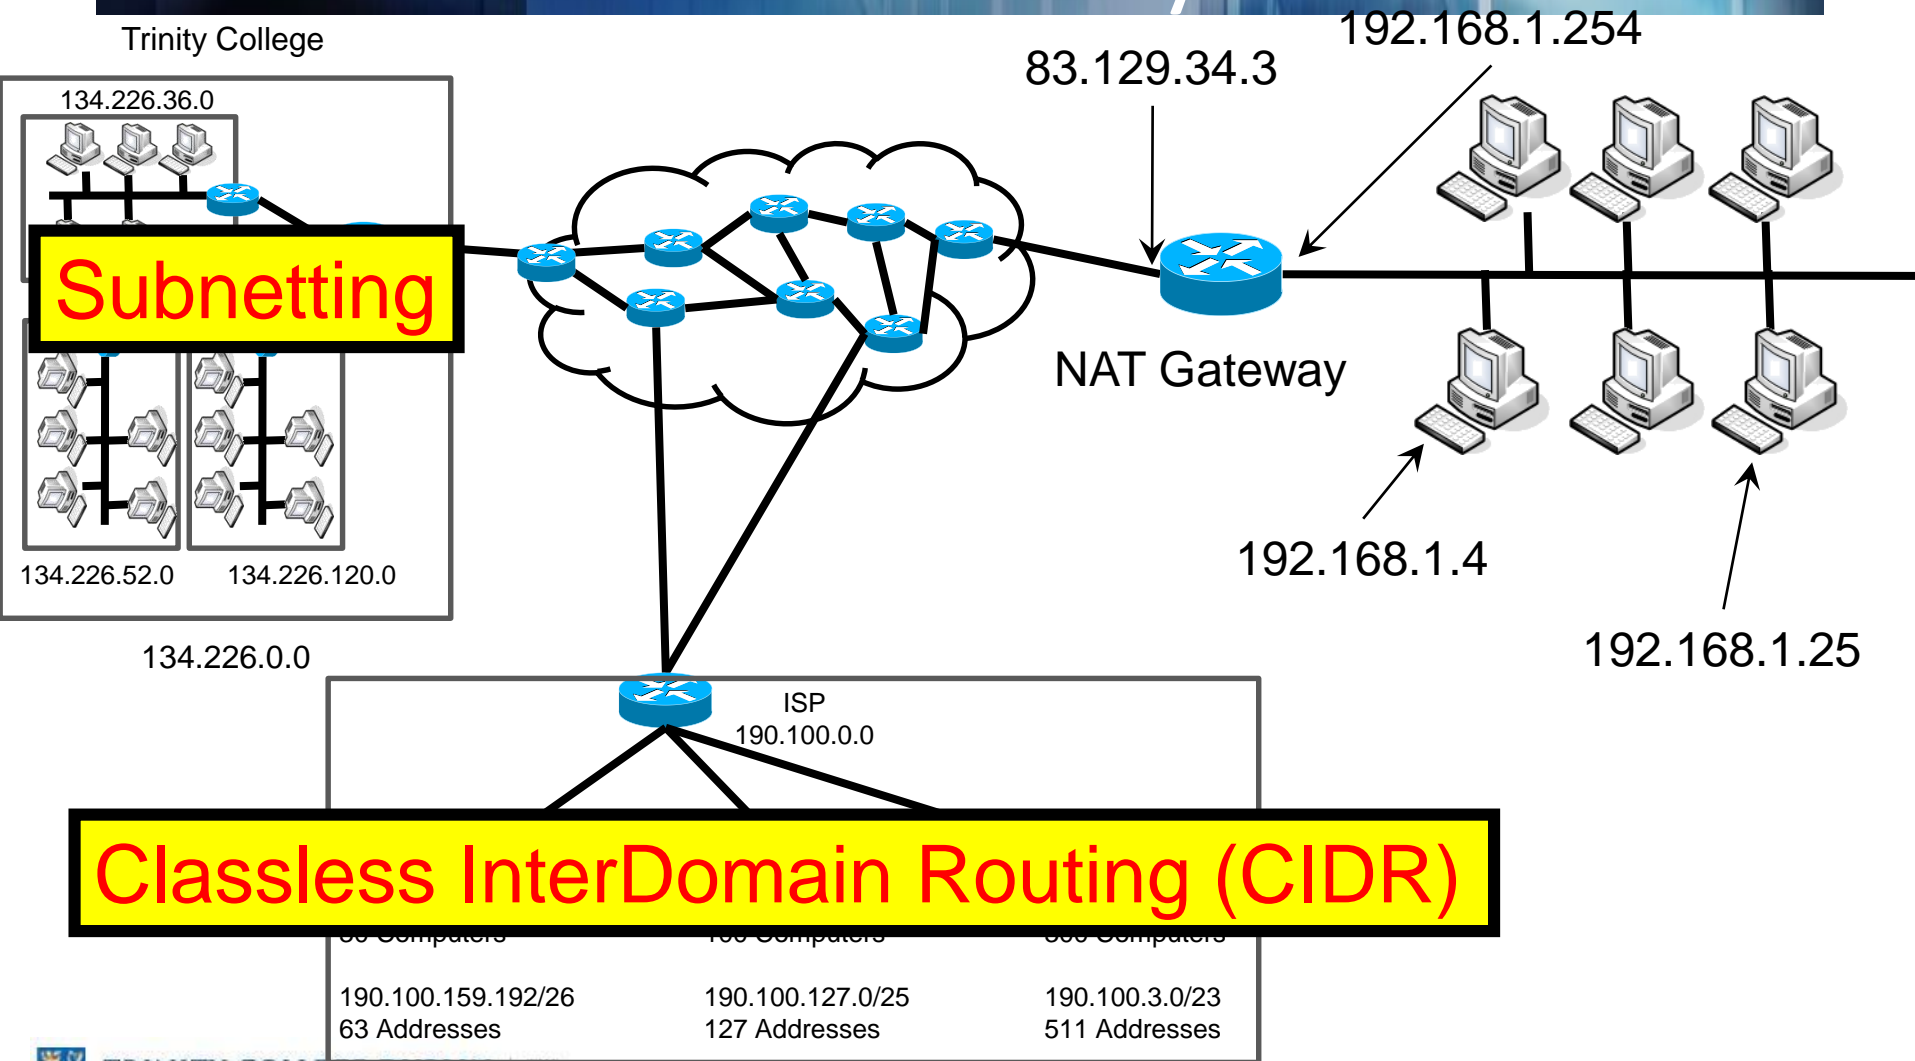 Trinity College
192.168.1.254
83.129.34.3
134.226.36.0
Subnetting
NAT Gateway
192.168.1.4
134.226.52.0
134.226.120.0
192.168.1.25
134.226.0.0
ISP
190.100.0.0
Classless InterDomain Routing (CIDR)
Computers
Computers
Computers
190.100.159.192/26
190.100.127.0/25
190.100.3.0/23
63 Addresses
127 Addresses
511 Addresses